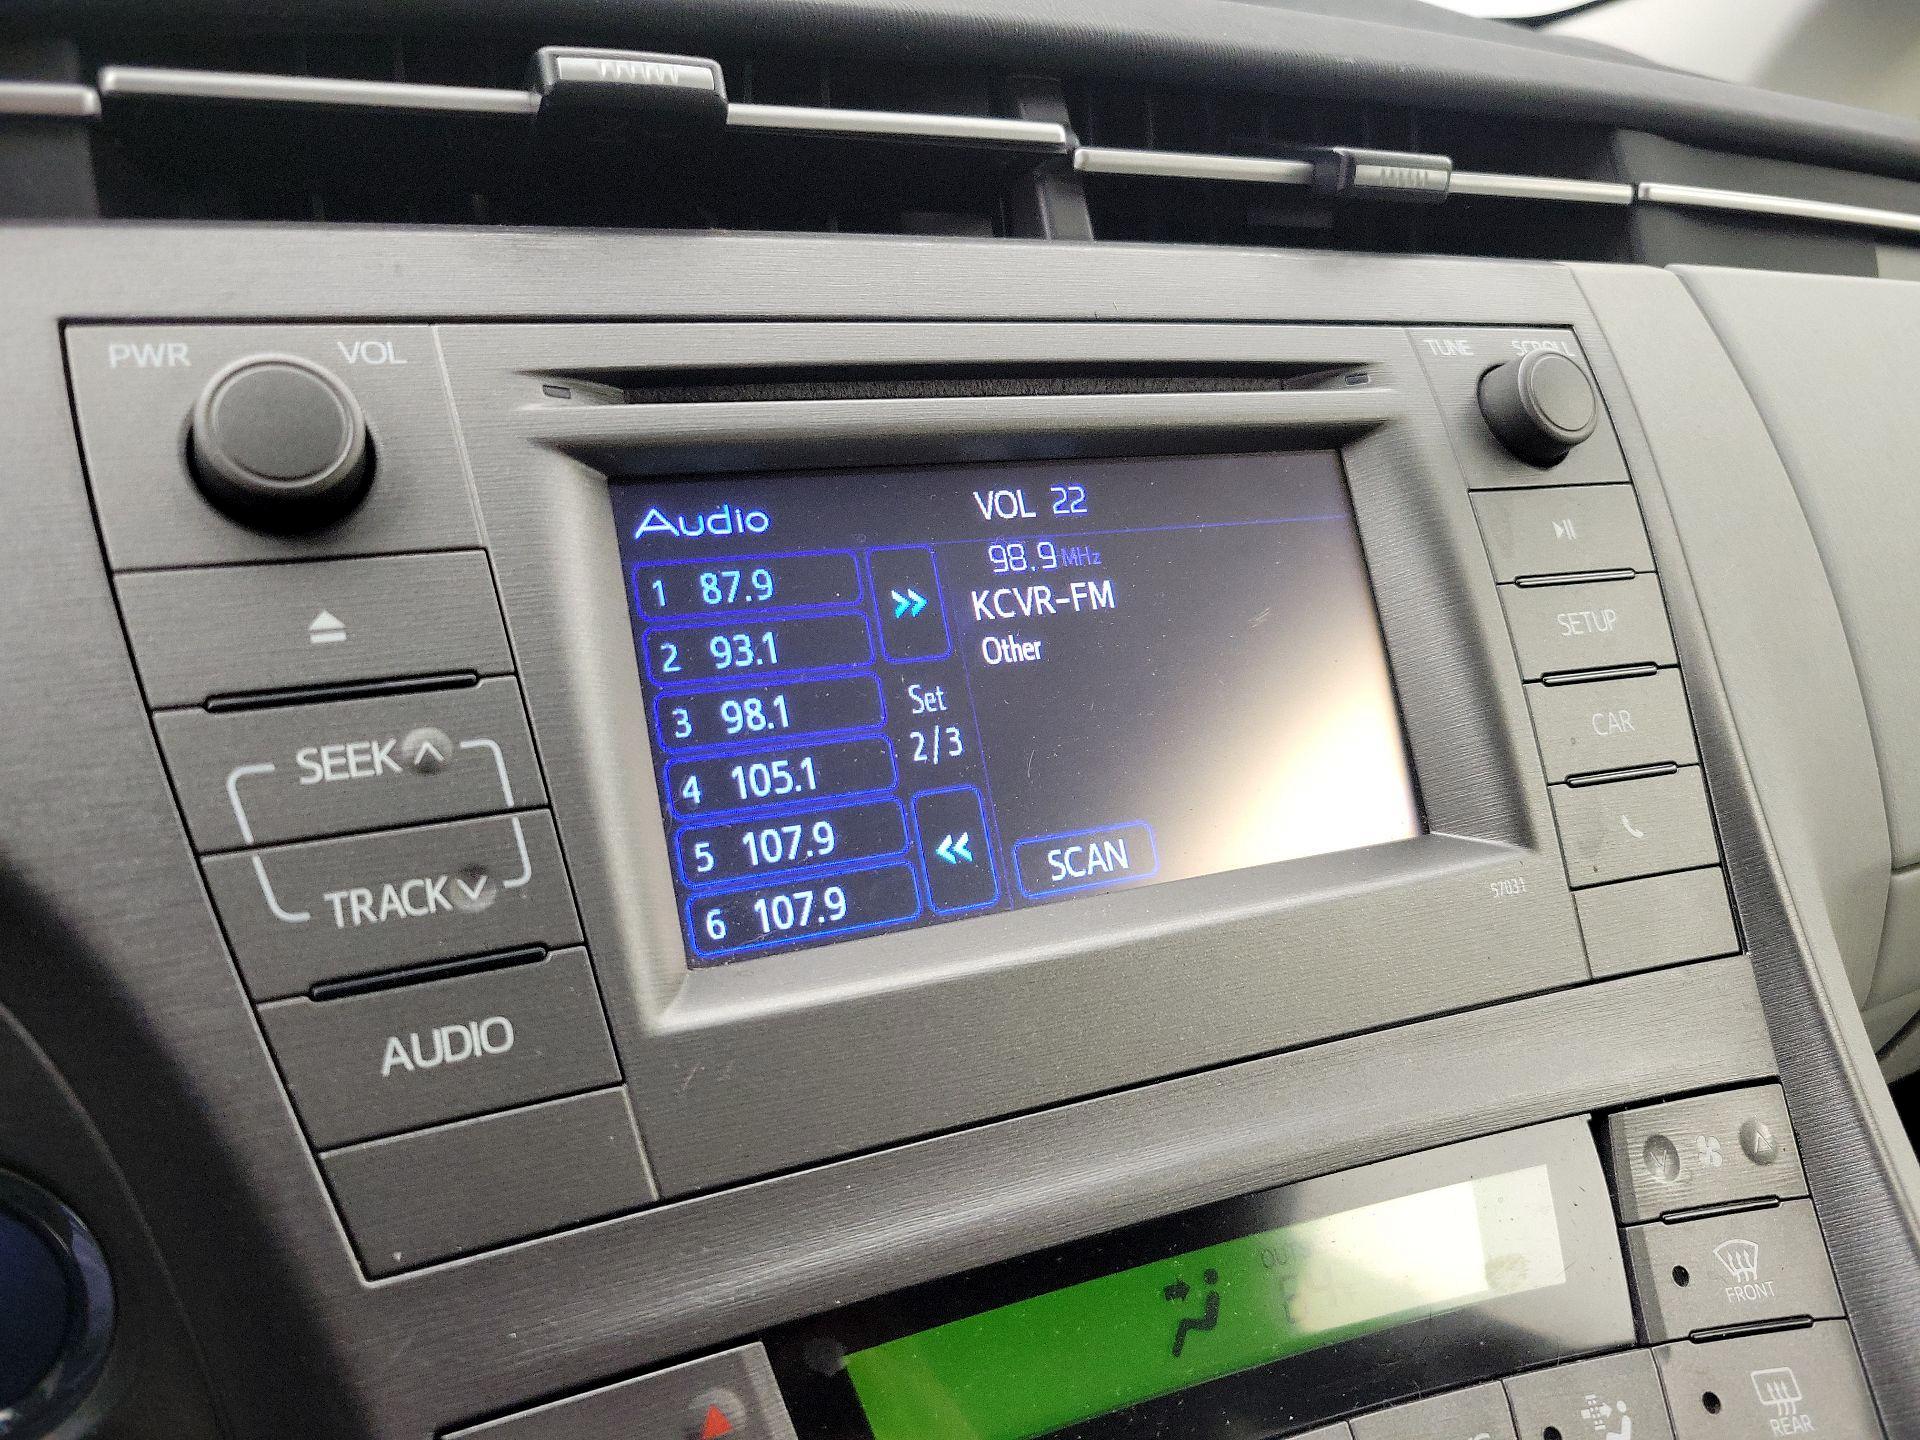 PWR VOL
TUNE SCROLL
Audio VOL 22
98.9 MHz
KCVR-FM
Other
1 87.9
2 93.1
3 98.1
4 105.1
5 107.9
6 107.9
Set
2/3
SCAN
SEEK
TRACK
AUDIO
SETUP
CAR
57031
FRONT
REAR